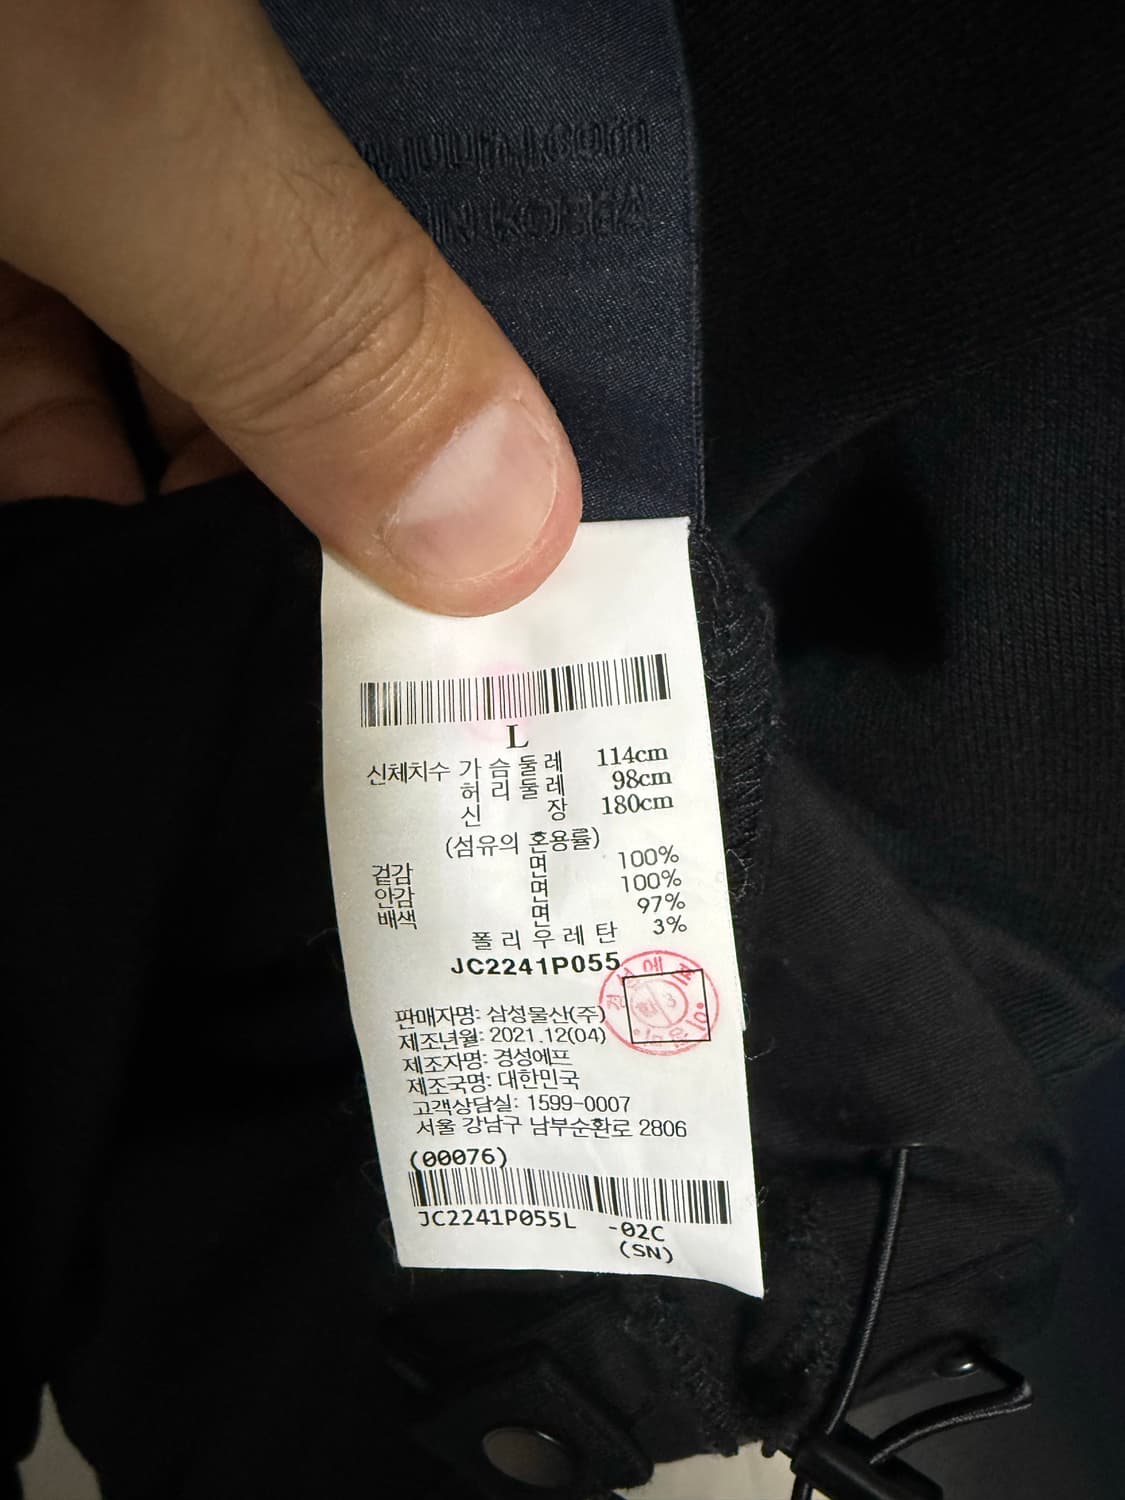 IN KOREA
L
신체치수 가 슴 둘 레 114cm
허 리 둘 레 98cm
신 장 180cm
(섬유의 혼용률)
겉감 면 100%
안감 면 100%
배색 면 97%
폴 리 우 레 탄 3%
JC2241P055
판매자명: 삼성물산(주)
제조년월: 2021.12(04)
제조자명: 경성에프
제조국명: 대한민국
고객상담실: 1599-0007
서울 강남구 남부순환로 2806
(00076)
JC2241P055L -02C
(SN)